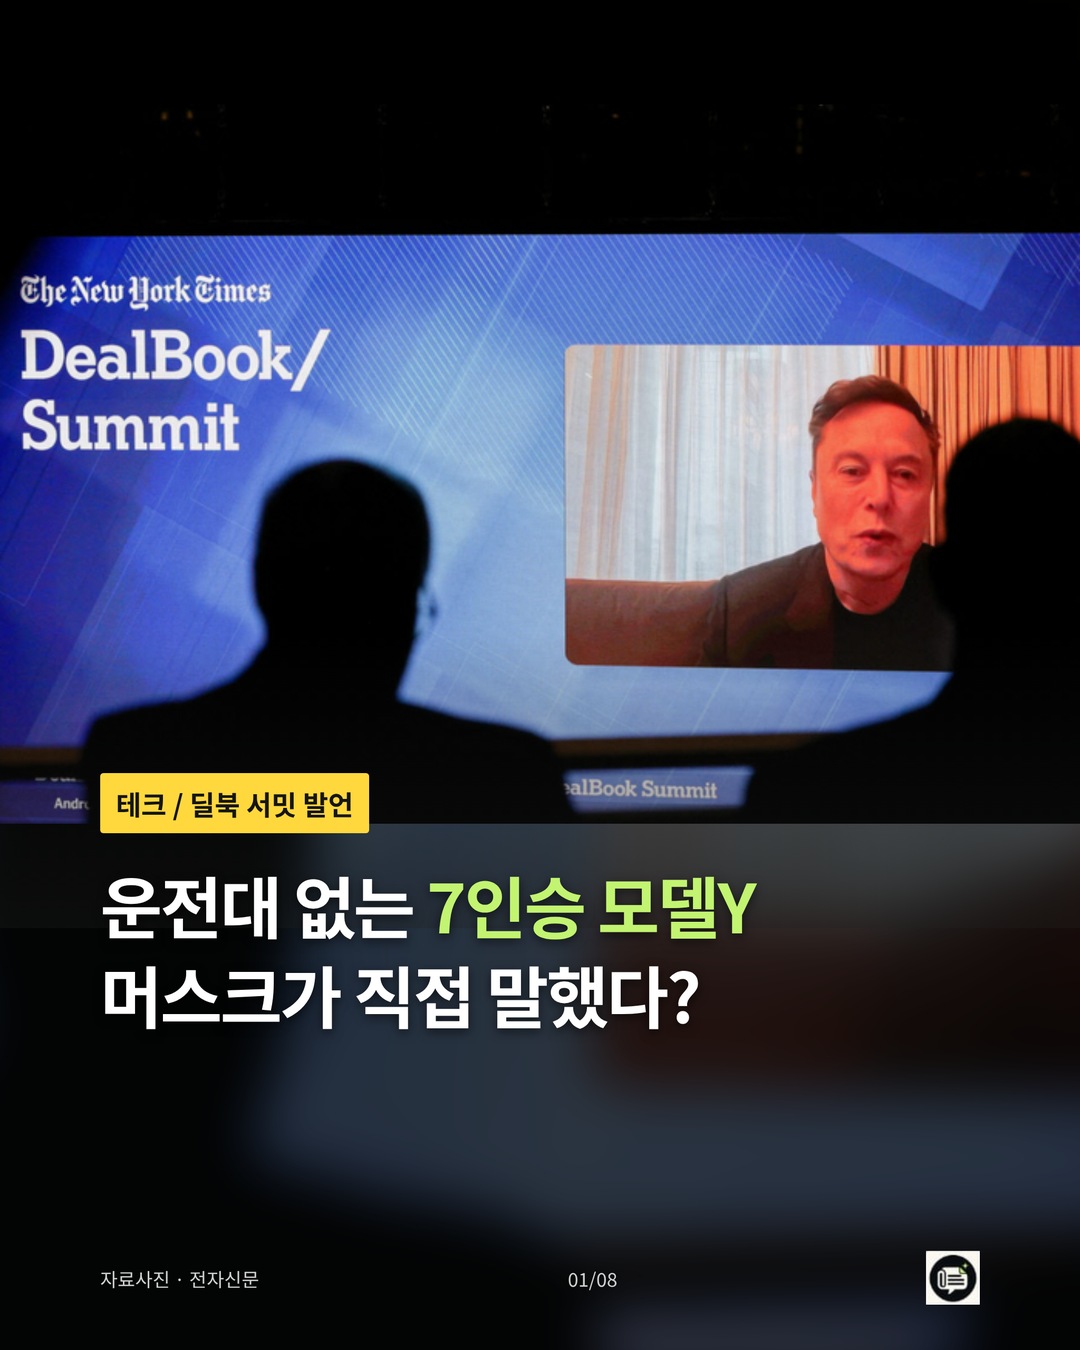 The New York Times
DealBook/
Summit
Andr
ealBook Summit
테크 / 딜북 서밋 발언
운전대 없는 7인승 모델Y
머스크가 직접 말했다?
자료사진 · 전자신문
01/08